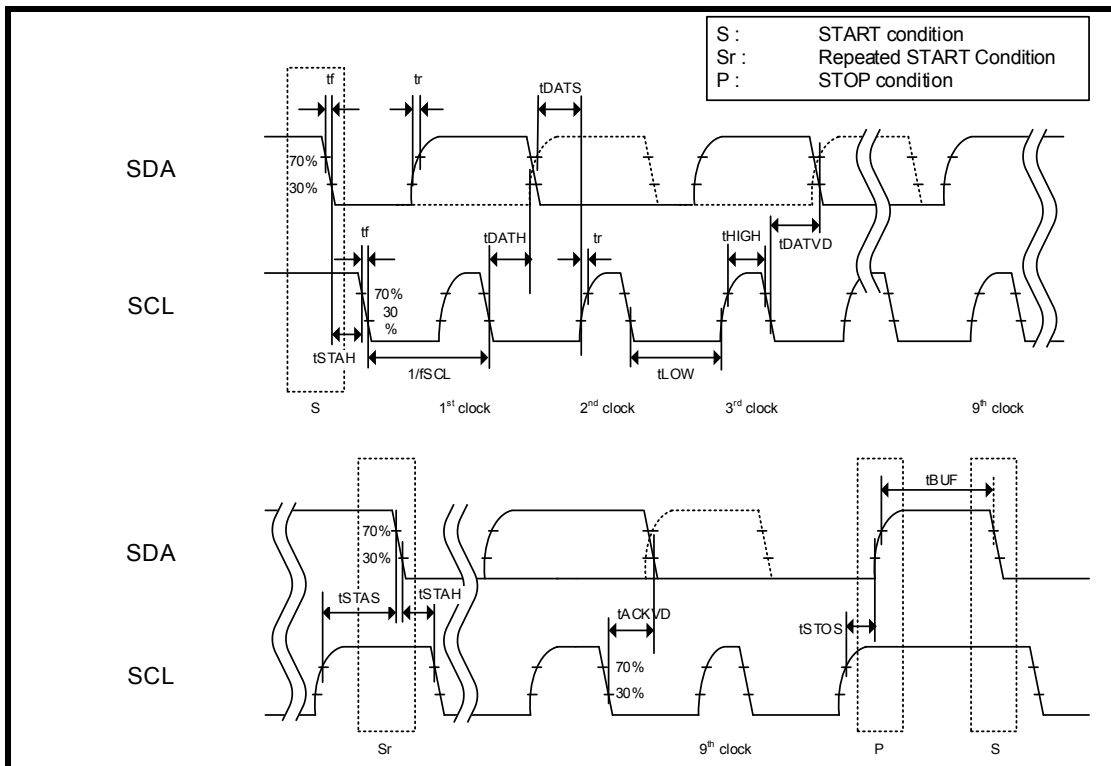 S : START condition
Sr : Repeated START Condition
P : STOP condition
tf
tr
tDATS
SDA
70%
30%
tf
tDATH
tr
tHIGH
tDATVD
SCL
70%
30
%
tSTAH
1/fSCL
tLOW
S
1st clock
2nd clock
3rd clock
9th clock
tBUF
SDA
70%
30%
tSTAS
tSTAH
tACKVD
tSTOS
SCL
70%
30%
Sr
9th clock
P
S